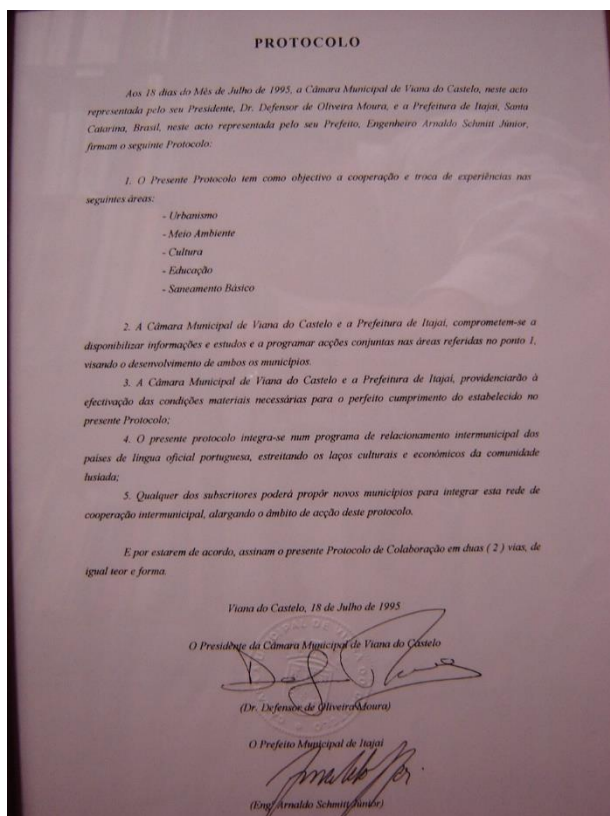 PROTOCOLO
Aos 18 dias do Mês de Julho de 1995, a Câmara Municipal de Viana do Castelo, neste acto
representada pelo seu Presidente, Dr. Defensor de Oliveira Moura, e a Prefeitura de Itajaí, Santa
Catarina, Brasil, neste acto representada pelo seu Prefeito, Engenheiro Arnaldo Schmitt Júnior,
firmam o seguinte Protocolo:
1. O Presente Protocolo tem como objectivo a cooperação e troca de experiências nas
seguintes áreas:
- Urbanismo
- Meio Ambiente
- Cultura
- Educação
- Saneamento Básico
2. A Câmara Municipal de Viana do Castelo e a Prefeitura de Itajaí, comprometem-se a
disponibilizar informações e estudos e a programar acções conjuntas nas áreas referidas no ponto 1,
visando o desenvolvimento de ambos os municípios.
3. A Câmara Municipal de Viana do Castelo e a Prefeitura de Itajaí, providenciarão à
efectivação das condições materiais necessárias para o perfeito cumprimento do estabelecido no
presente Protocolo;
4. O presente protocolo integra-se num programa de relacionamento intermunicipal dos
países de língua oficial portuguesa, estreitando os laços culturais e económicos da comunidade
lusíada;
5. Qualquer dos subscritores poderá propôr novos municípios para integrar esta rede de
cooperação intermunicipal, alargando o âmbito de acção deste protocolo.
E por estarem de acordo, assinam o presente Protocolo de Colaboração em duas ( 2 ) vias, de
igual teor e forma.
Viana do Castelo, 18 de Julho de 1995
O Presidente da Câmara Municipal de Viana do Castelo
(Dr. Defensor de Oliveira Moura)
O Prefeito Municipal de Itajaí
(Engº Arnaldo Schmitt Júnior)